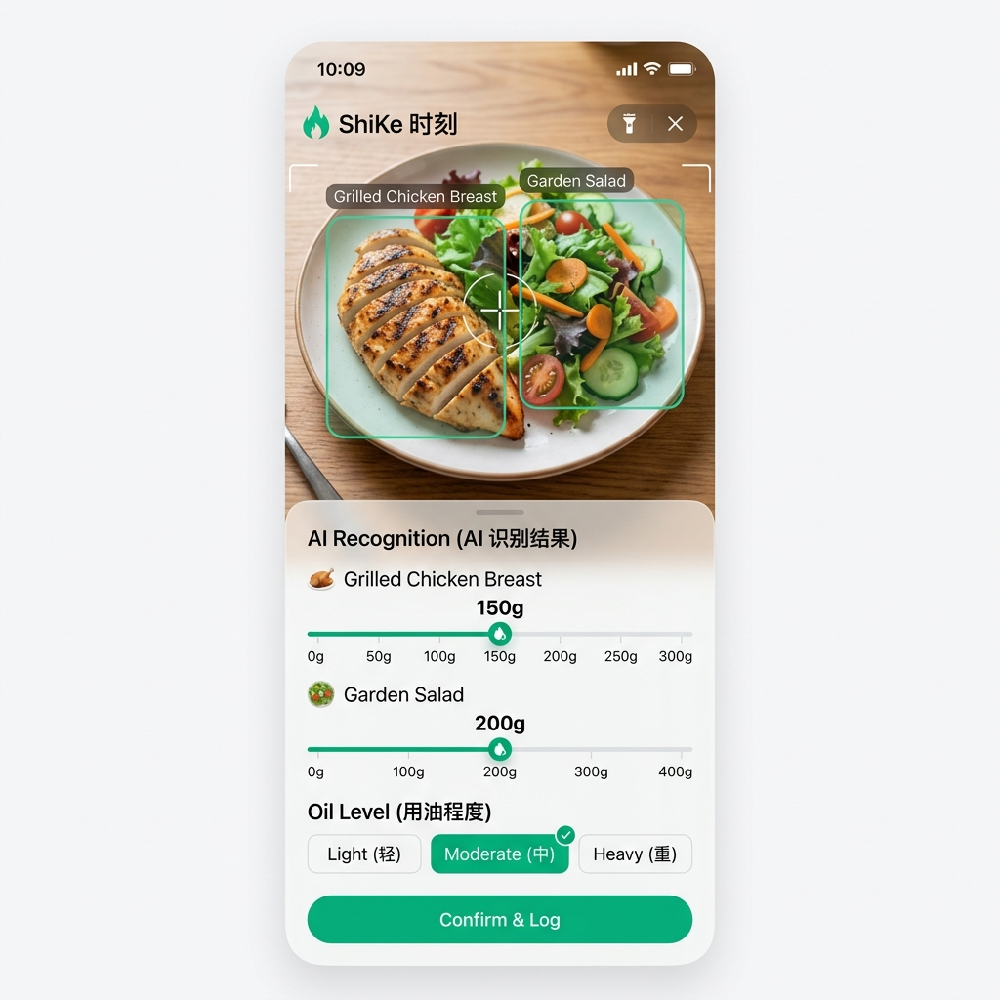 10:09
ShiKe 时刻
Garden Salad
Grilled Chicken Breast
AI Recognition (AI 识别结果)
Grilled Chicken Breast
150g
0g 50g 100g 150g 200g 250g 300g
Garden Salad
200g
0g 100g 200g 300g 400g
Oil Level (用油程度)
Light (轻) Moderate (中) Heavy (重)
Confirm & Log